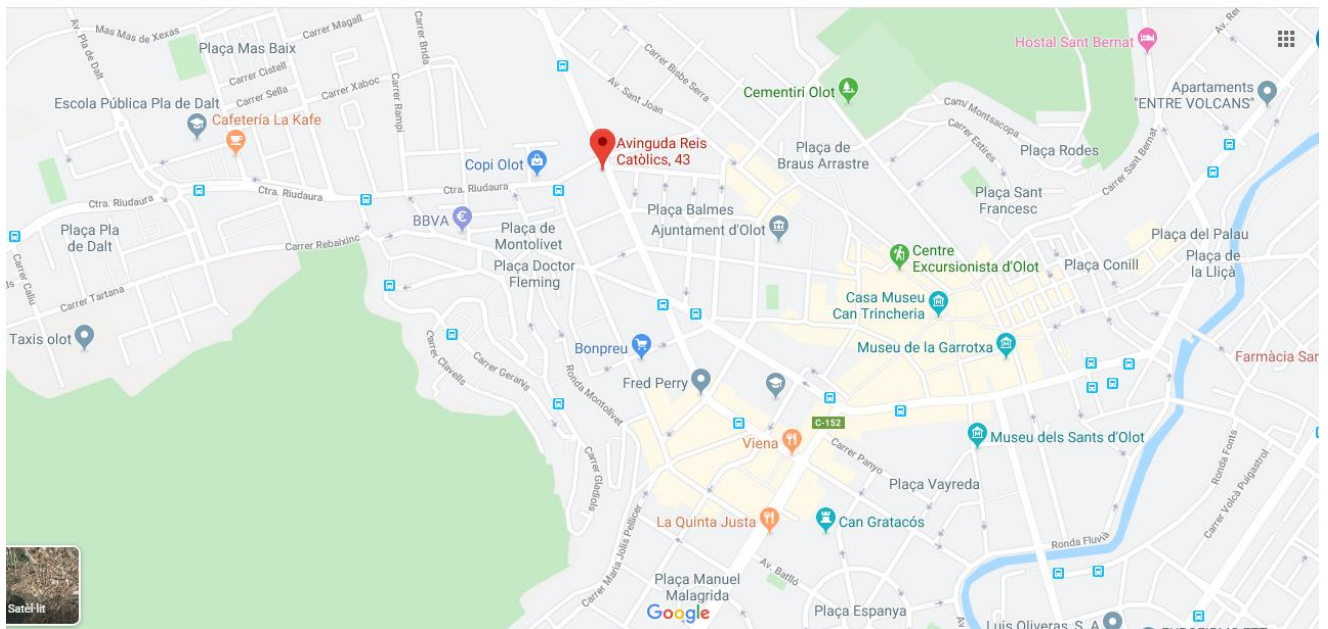 Mas Mas de Xexas
Av. Pla de Dalt
Plaça Mas Baix
Carrer Magall
Carrer Brida
Carrer Cistell
Carrer Sella
Carrer Xaboc
Carrer Rampi
Escola Pública Pla de Dalt
Cafetería La Kafe
Carrer Bisbe Serra
Av. Sant Joan
Cementiri Olot
Hostal Sant Bernat
Av. Rei
Apartaments
"ENTRE VOLCANS"
Avinguda Reis
Catòlics, 43
Copi Olot
Camí Montsacopa
Carrer Estires
Carrer Sant Bernat
Plaça de
Braus Arrastre
Plaça Rodes
Ctra. Riudaura
Ctra. Riudaura
Ctra. Riudaura
Plaça Sant
Francesc
BBVA
Plaça Balmes
Ajuntament d'Olot
Plaça Pla
de Dalt
Carrer Rebaixinc
Plaça de
Montolivet
Plaça Doctor
Fleming
Plaça del Palau
Plaça de
la Lliçà
Centre
Excursionista d'Olot
Plaça Conill
Carrer Caliu
Carrer Tartana
Casa Museu
Can Trincheria
Taxis olot
Bonpreu
Museu de la Garrotxa
Farmàcia Sar
Carrer Clavells
Carrer Geranis
Ronda Montolivet
Fred Perry
C-152
Viena
Carrer Panyo
Museu dels Sants d'Olot
Carrer Gladiols
Plaça Vayreda
Ronda Fonts
Carrer Volcà Puigastrol
La Quinta Justa
Can Gratacós
Carrer Maria Jolis Pellicer
Ronda Fluvià
Av. Batlló
Plaça Manuel
Malagrida
Google
Plaça Espanya
Satèl·lit
Luis Oliveras, S. A